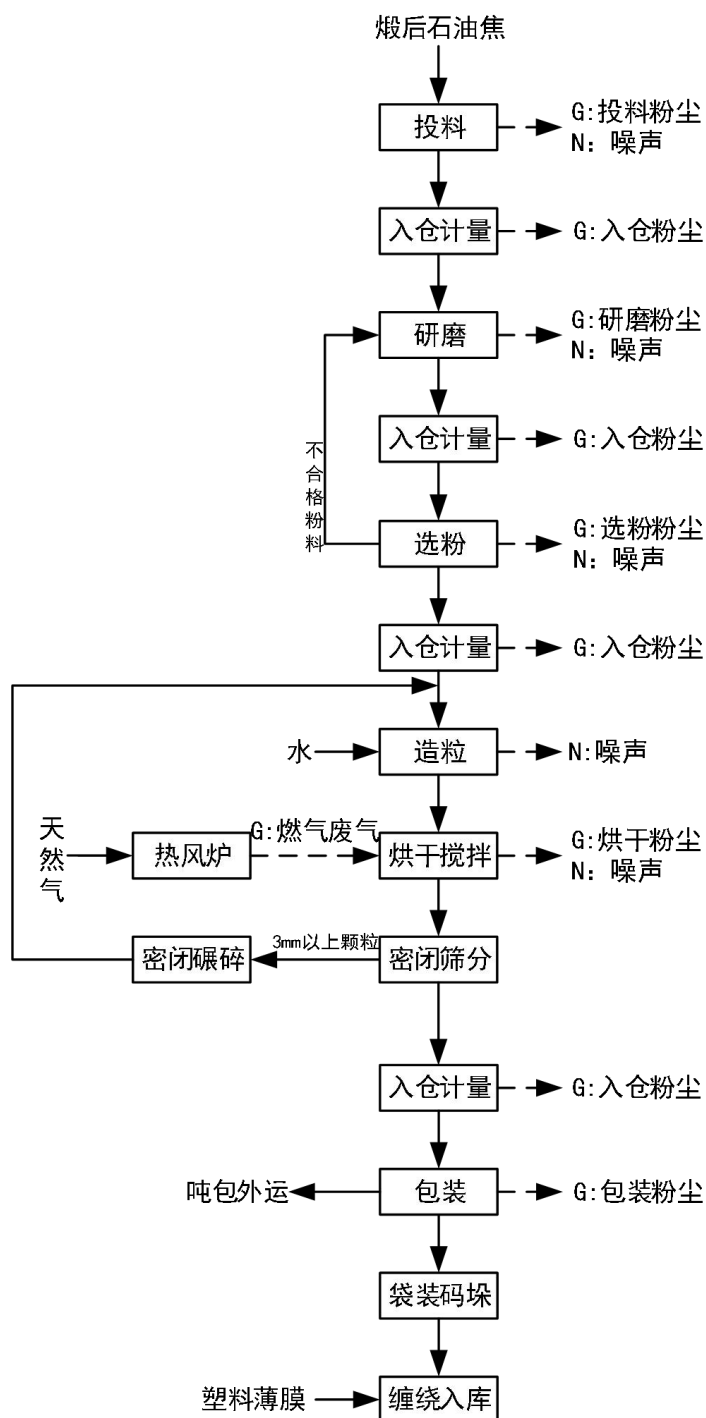 煅后石油焦
投料
G:投料粉尘
N：噪声
入仓计量
G:入仓粉尘
研磨
G:研磨粉尘
N：噪声
入仓计量
G:入仓粉尘
不合格粉料
选粉
G:选粉粉尘
N：噪声
入仓计量
G:入仓粉尘
水
造粒
N:噪声
天然气
热风炉
G:燃气废气
烘干搅拌
G:烘干粉尘
N：噪声
密闭碾碎
3mm以上颗粒
密闭筛分
入仓计量
G:入仓粉尘
吨包外运
包装
G:包装粉尘
袋装码垛
塑料薄膜
缠绕入库